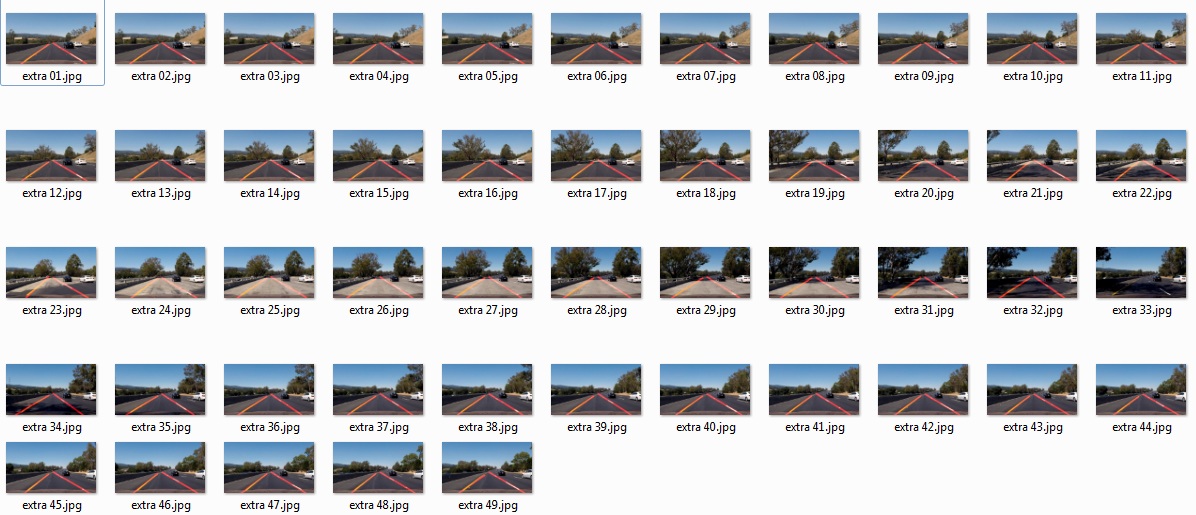 extra 01.jpg extra 02.jpg extra 03.jpg extra 04.jpg extra 05.jpg extra 06.jpg extra 07.jpg extra 08.jpg extra 09.jpg extra 10.jpg extra 11.jpg
extra 12.jpg extra 13.jpg extra 14.jpg extra 15.jpg extra 16.jpg extra 17.jpg extra 18.jpg extra 19.jpg extra 20.jpg extra 21.jpg extra 22.jpg
extra 23.jpg extra 24.jpg extra 25.jpg extra 26.jpg extra 27.jpg extra 28.jpg extra 29.jpg extra 30.jpg extra 31.jpg extra 32.jpg extra 33.jpg
extra 34.jpg extra 35.jpg extra 36.jpg extra 37.jpg extra 38.jpg extra 39.jpg extra 40.jpg extra 41.jpg extra 42.jpg extra 43.jpg extra 44.jpg
extra 45.jpg extra 46.jpg extra 47.jpg extra 48.jpg extra 49.jpg